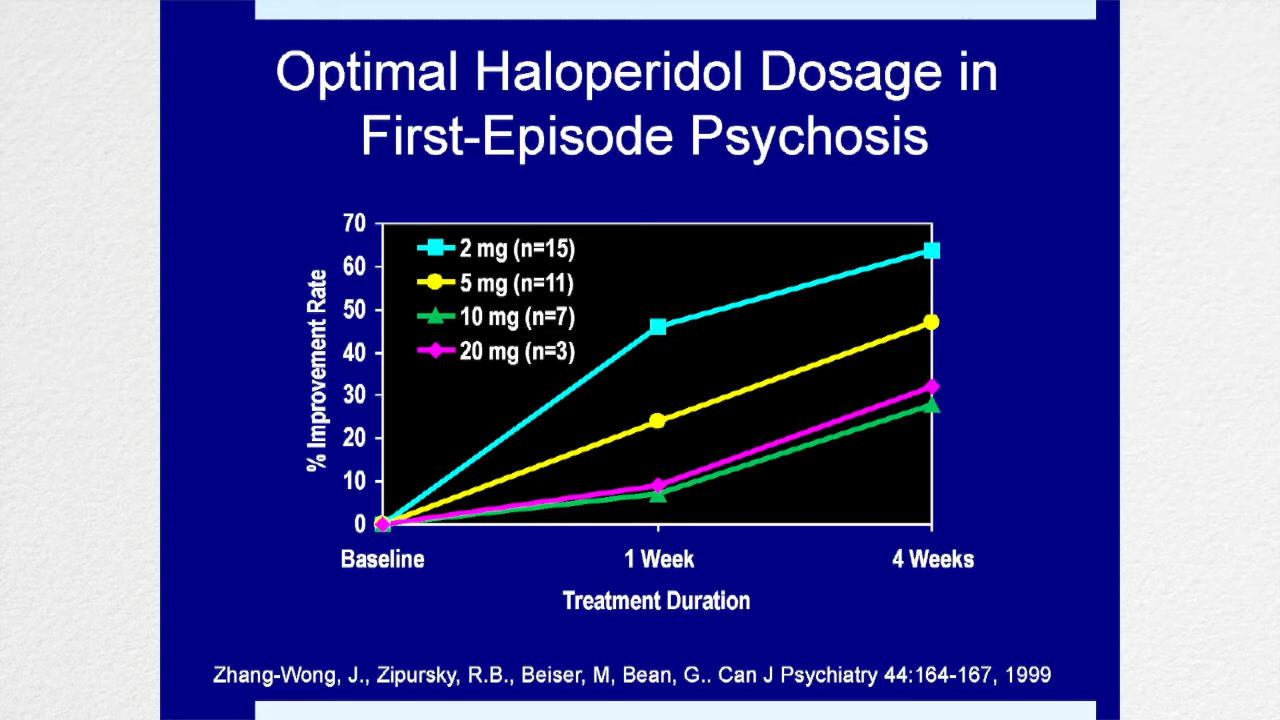 Optimal Haloperidol Dosage in
First-Episode Psychosis
70
60
50
40
30
20
10
0
% Improvement Rate
2 mg (n=15)
5 mg (n=11)
10 mg (n=7)
20 mg (n=3)
Baseline
1 Week
4 Weeks
Treatment Duration
Zhang-Wong, J., Zipursky, R.B., Beiser, M, Bean, G.. Can J Psychiatry 44:164-167, 1999